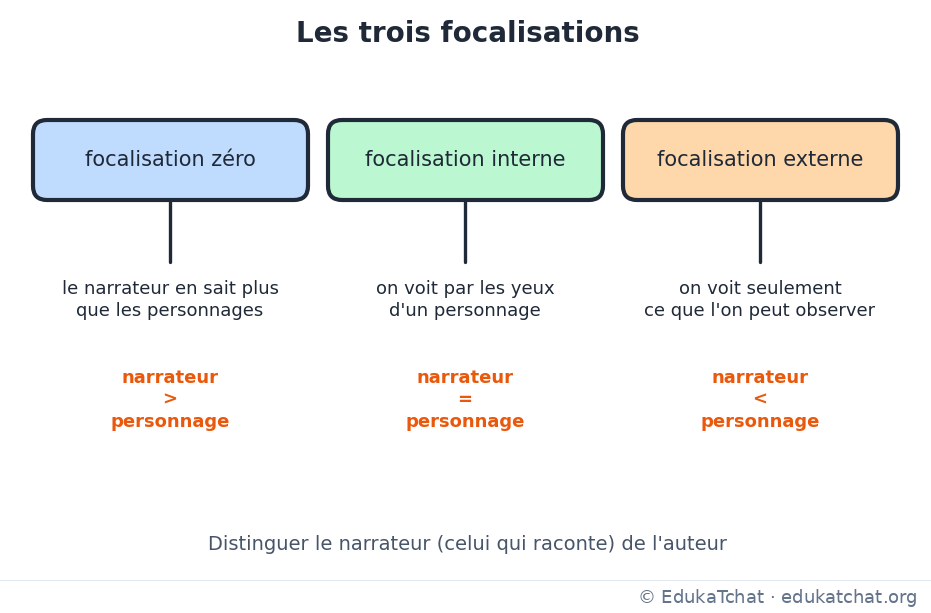 Les trois focalisations
focalisation zéro
focalisation interne
focalisation externe
le narrateur en sait plus
que les personnages
on voit par les yeux
d'un personnage
on voit seulement
ce que l'on peut observer
narrateur
>
personnage
narrateur
=
personnage
narrateur
<
personnage
Distinguer le narrateur (celui qui raconte) de l'auteur
© EdukaTchat · edukatchat.org